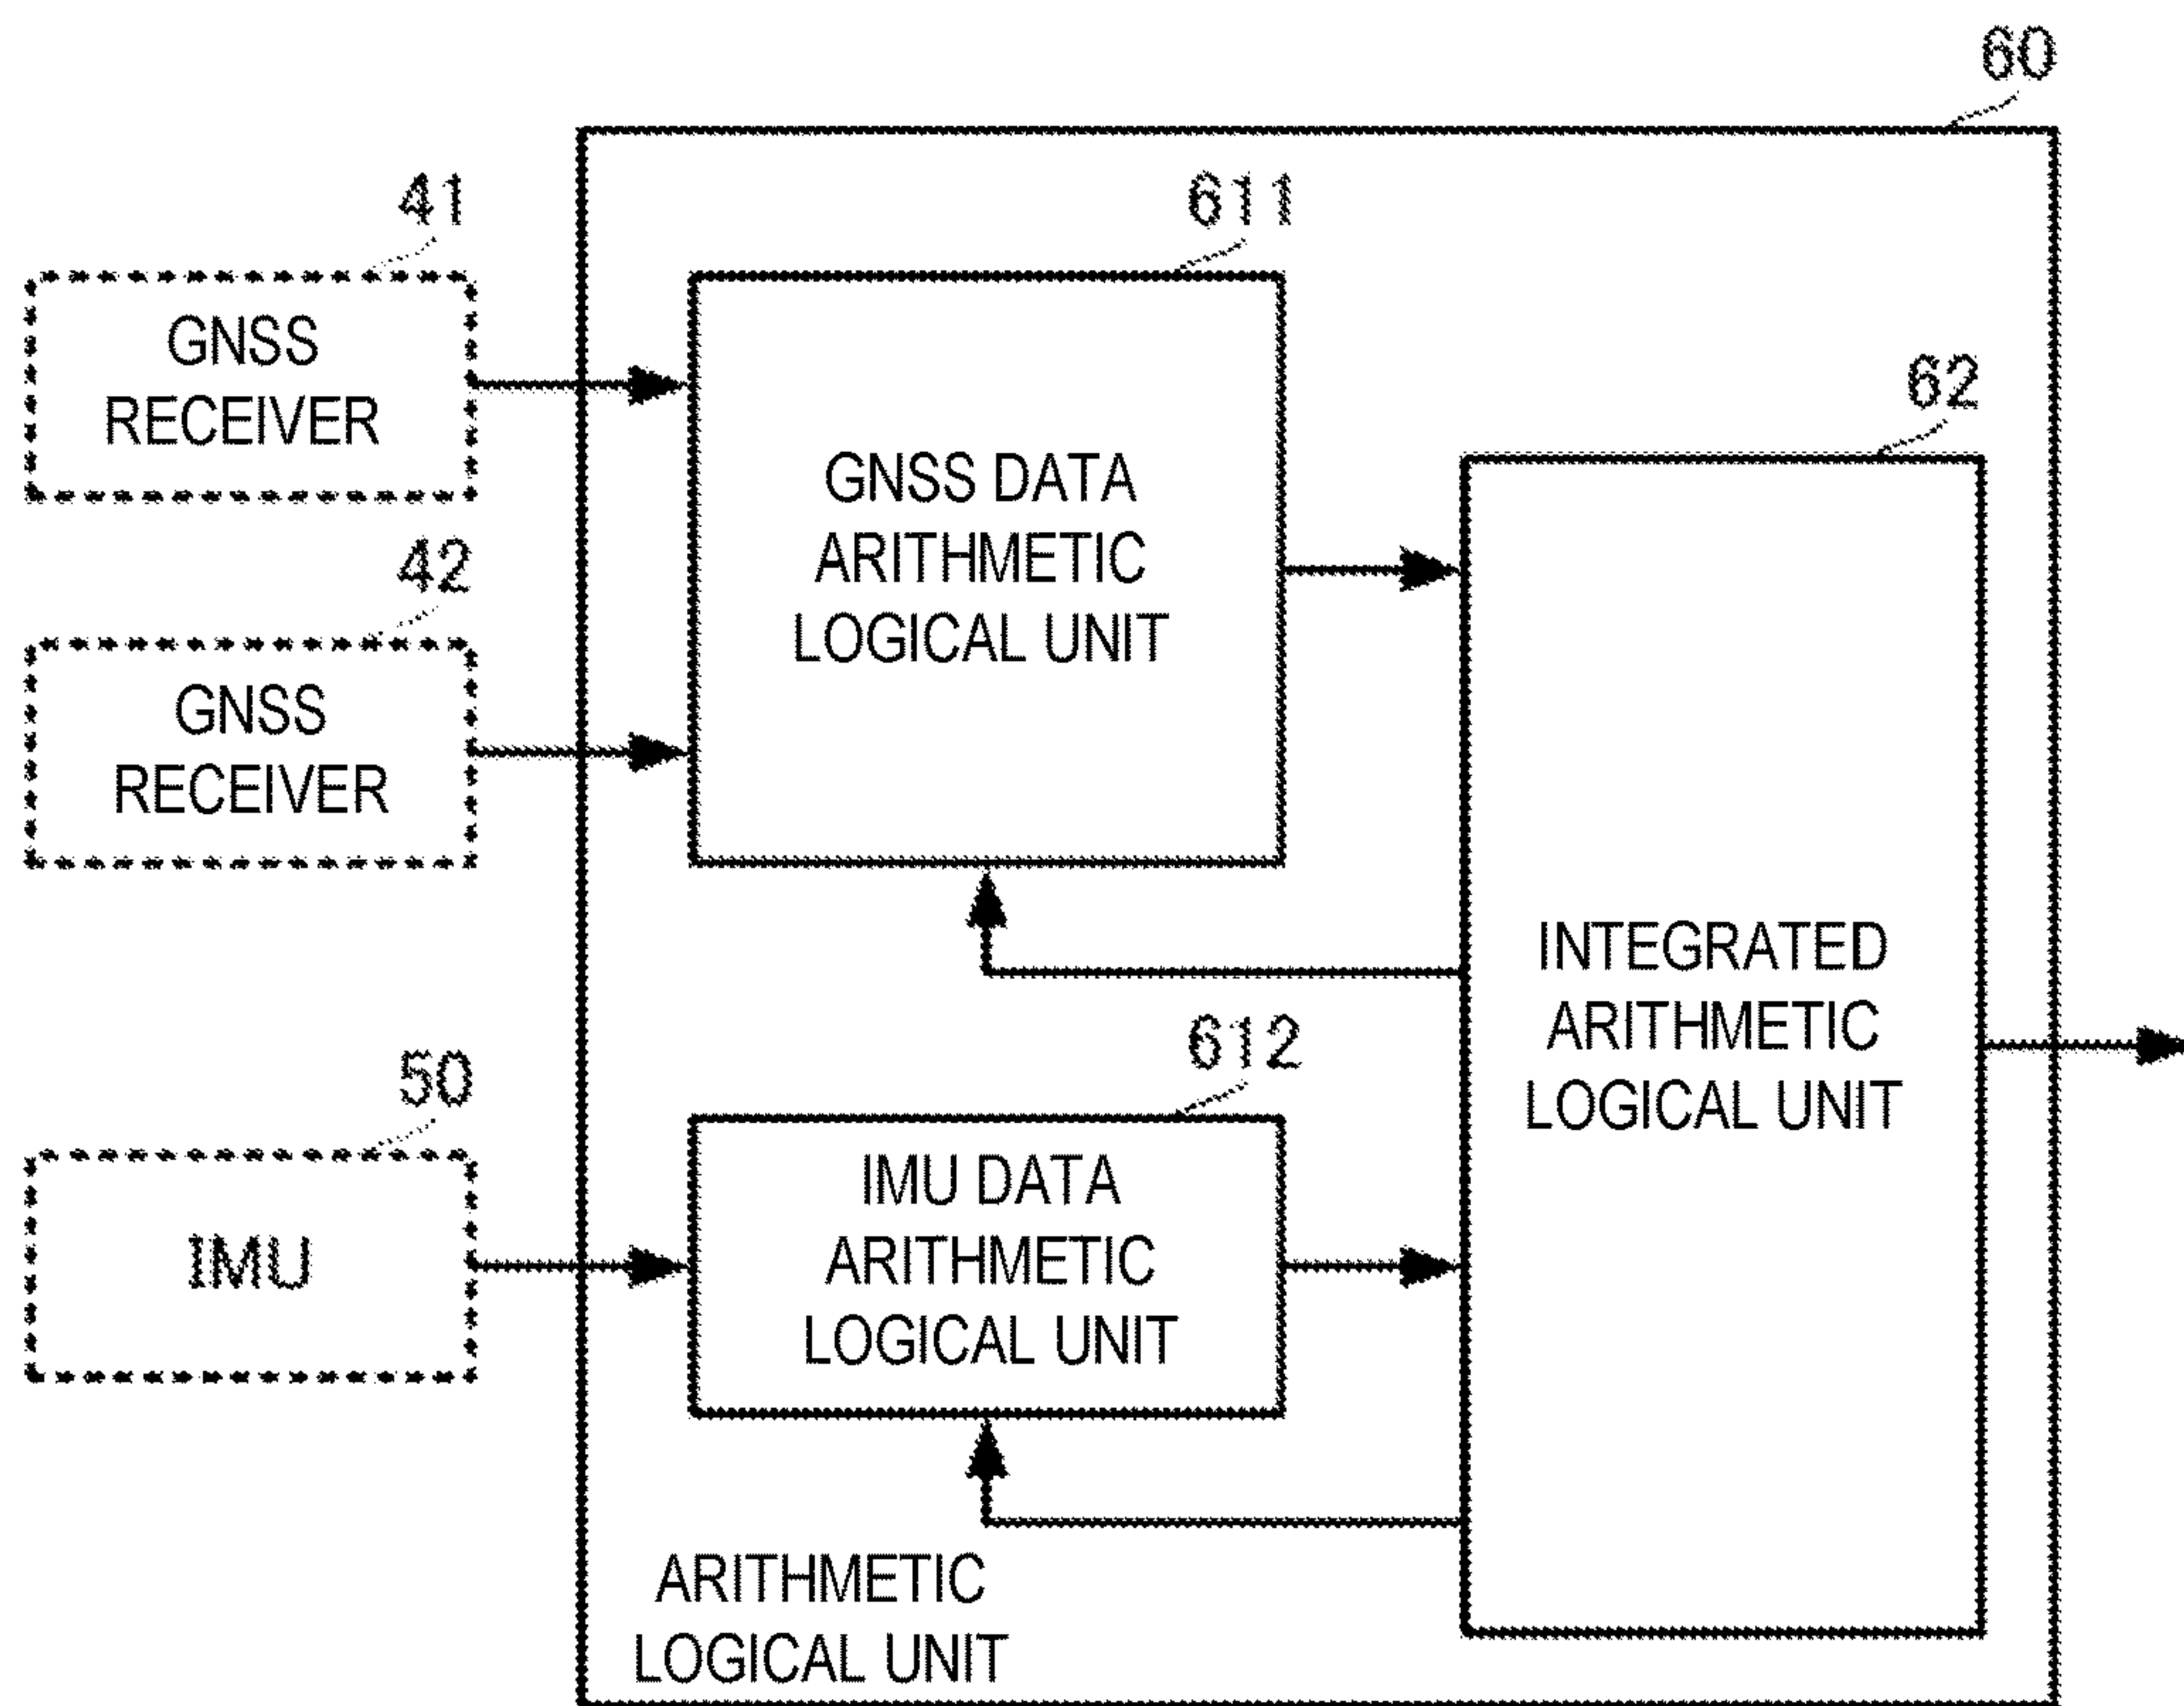 60
41
611
GNSS
RECEIVER
62
GNSS DATA
ARITHMETIC
LOGICAL UNIT
42
GNSS
RECEIVER
INTEGRATED
ARITHMETIC
LOGICAL UNIT
612
50
IMU DATA
ARITHMETIC
LOGICAL UNIT
IMU
ARITHMETIC
LOGICAL UNIT